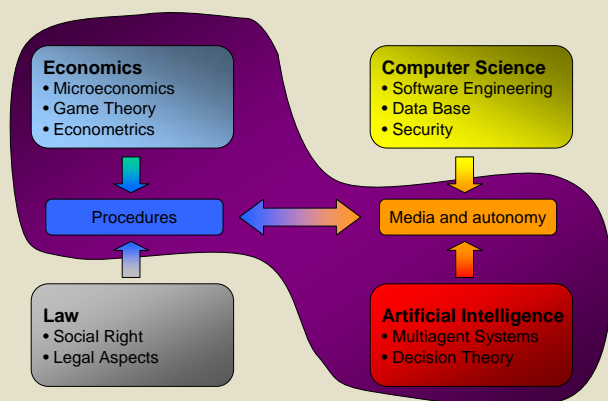 Economics
• Microeconomics
• Game Theory
• Econometrics
Computer Science
• Software Engineering
• Data Base
• Security
Procedures
Media and autonomy
Law
• Social Right
• Legal Aspects
Artificial Intelligence
• Multiagent Systems
• Decision Theory